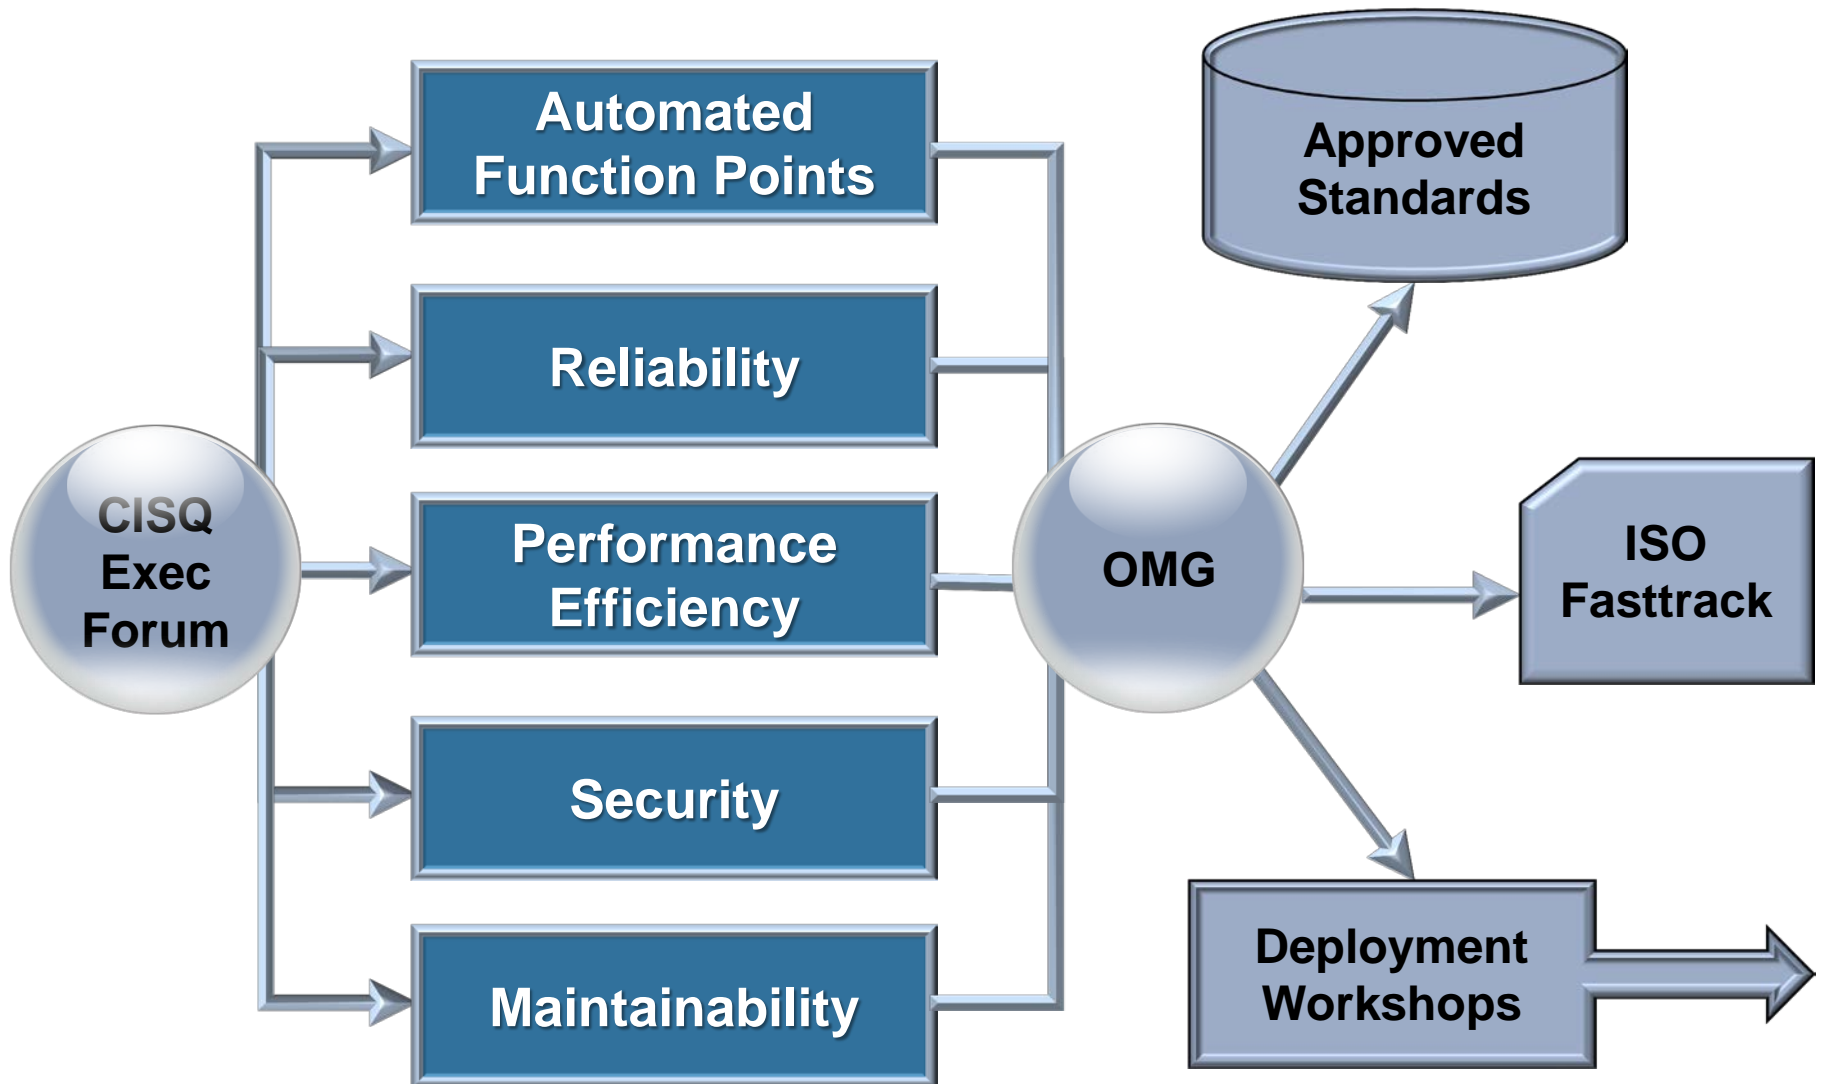 CISQ
Exec
Forum
Automated
Function Points
Reliability
Performance
Efficiency
Security
Maintainability
OMG
Approved
Standards
ISO
Fasttrack
Deployment
Workshops